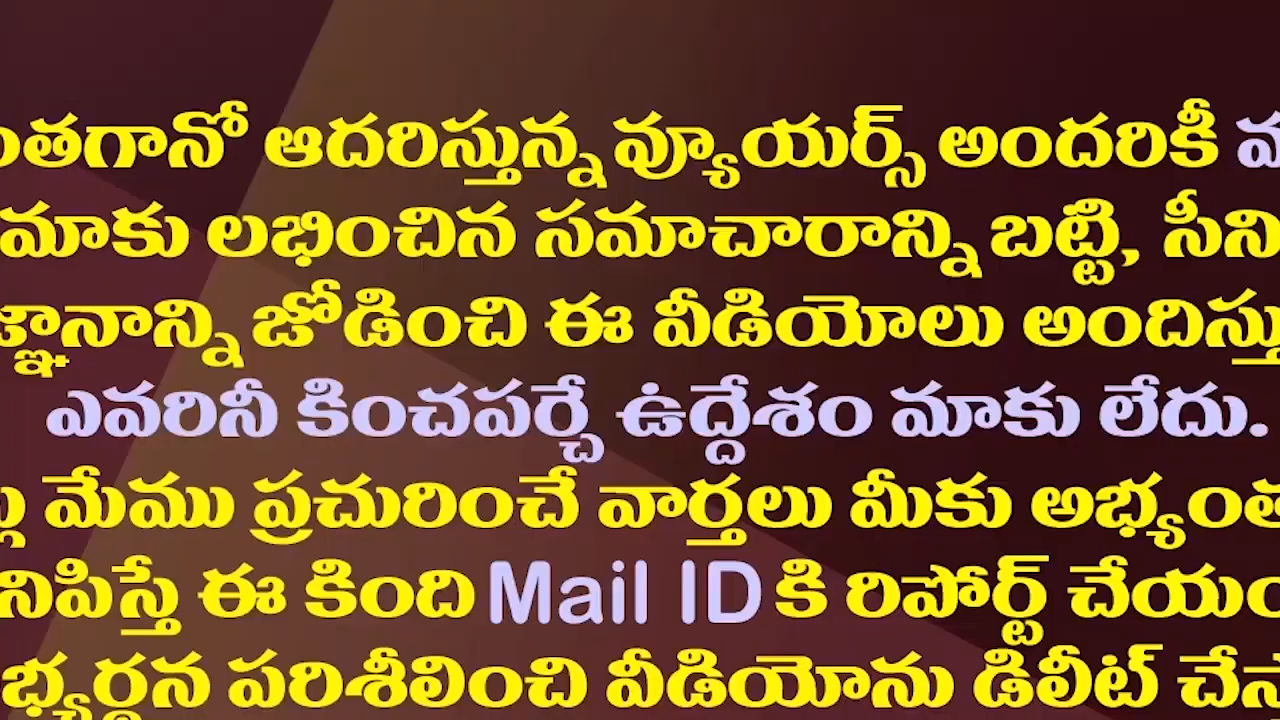 ంతగానో ఆదరిస్తున్న వ్యూయర్స్ అందరికీ
మాకు లభించిన సమాచారాన్ని బట్టి, సీని
జ్ఞానాన్ని జోడించి ఈ వీడియోలు అందిస్తు
ఎవరినీ కించపర్చే ఉద్దేశం మాకు లేదు.
మేము ప్రచురించే వార్తలు మీకు అభ్యంత
నిపిస్తే ఈ కింది Mail ID కి రిపోర్ట్ చేయం
భ్యర్థన పరిశీలించి వీడియోను డిలీట్ చేస